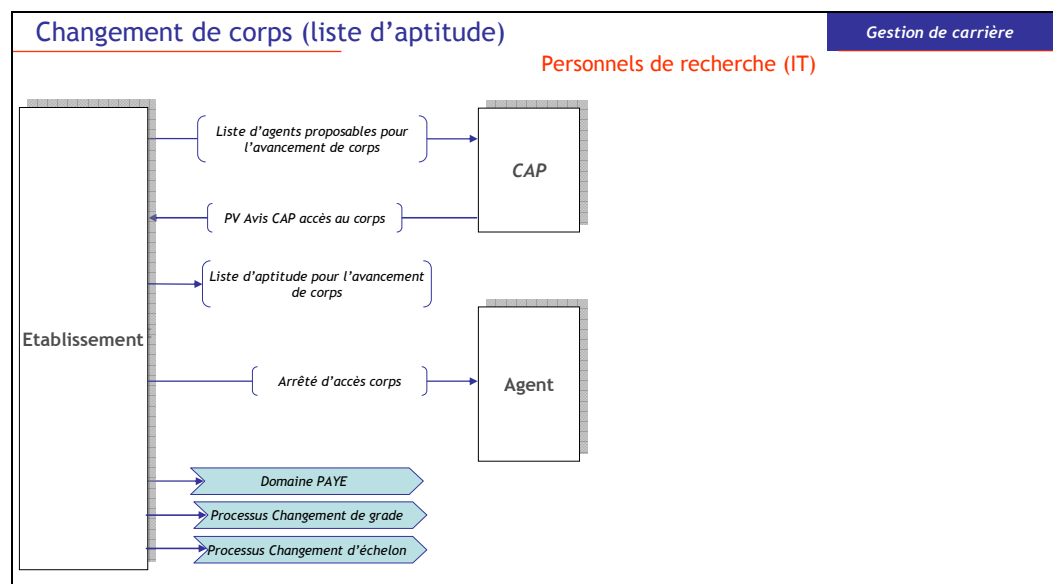 Changement de corps (liste d’aptitude)
Gestion de carrière
Personnels de recherche (IT)
Liste d’agents proposables pour
l’avancement de corps
CAP
PV Avis CAP accès au corps
Liste d’aptitude pour l’avancement
de corps
Etablissement
Arrêté d’accès corps
Agent
Domaine PAYE
Processus Changement de grade
Processus Changement d’échelon